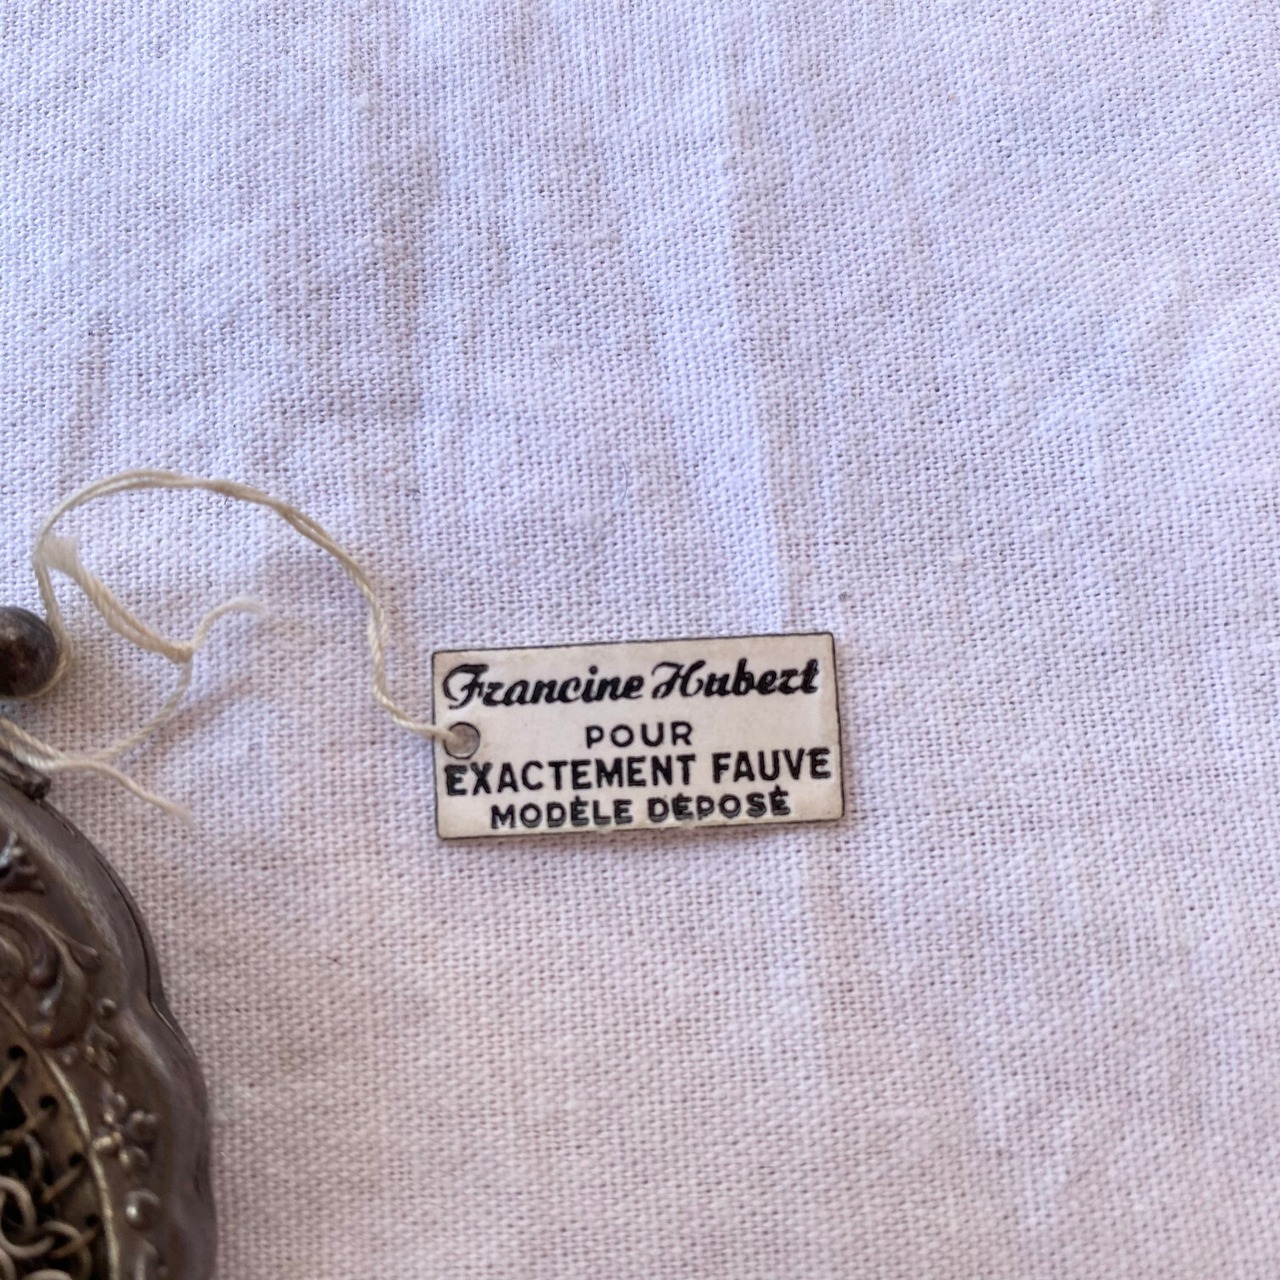 Francine Hubert
POUR
EXACTEMENT FAUVE
MODÈLE DÉPOSÉ